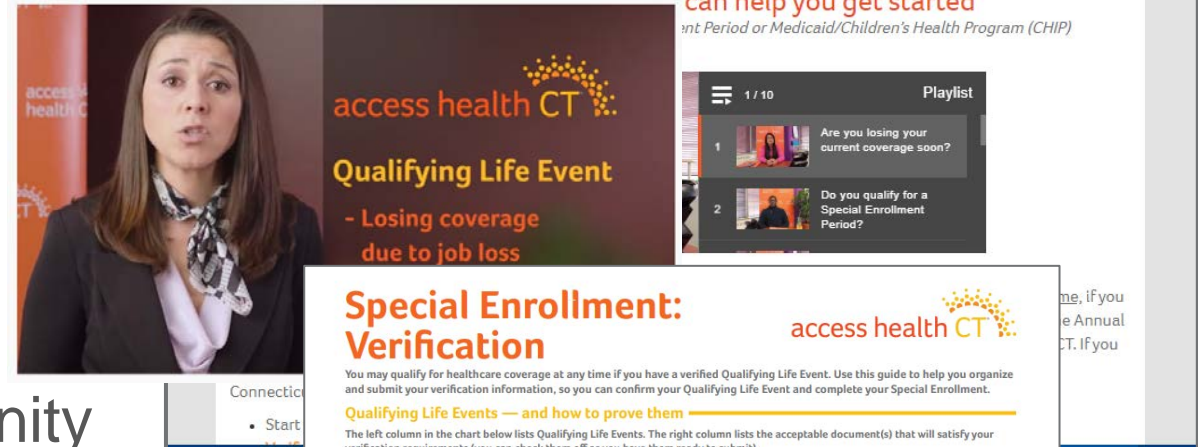 can help you get started
Period or Medicaid/Children's Health Program (CHIP)
access
health
access health CT
Qualifying Life Event
- Losing coverage
due to job loss
1 / 10
Playlist
1
Are you losing your
current coverage soon?
2
Do you qualify for a
Special Enrollment
Period?
Special Enrollment:
Verification
access health CT
You may qualify for healthcare coverage at any time if you have a verified Qualifying Life Event. Use this guide to help you organize
and submit your verification information, so you can confirm your Qualifying Life Event and complete your Special Enrollment.
Qualifying Life Events — and how to prove them
The left column in the chart below lists Qualifying Life Events. The right column lists the acceptable document(s) that will satisfy your
if you
Annual
CT. If you
• Start